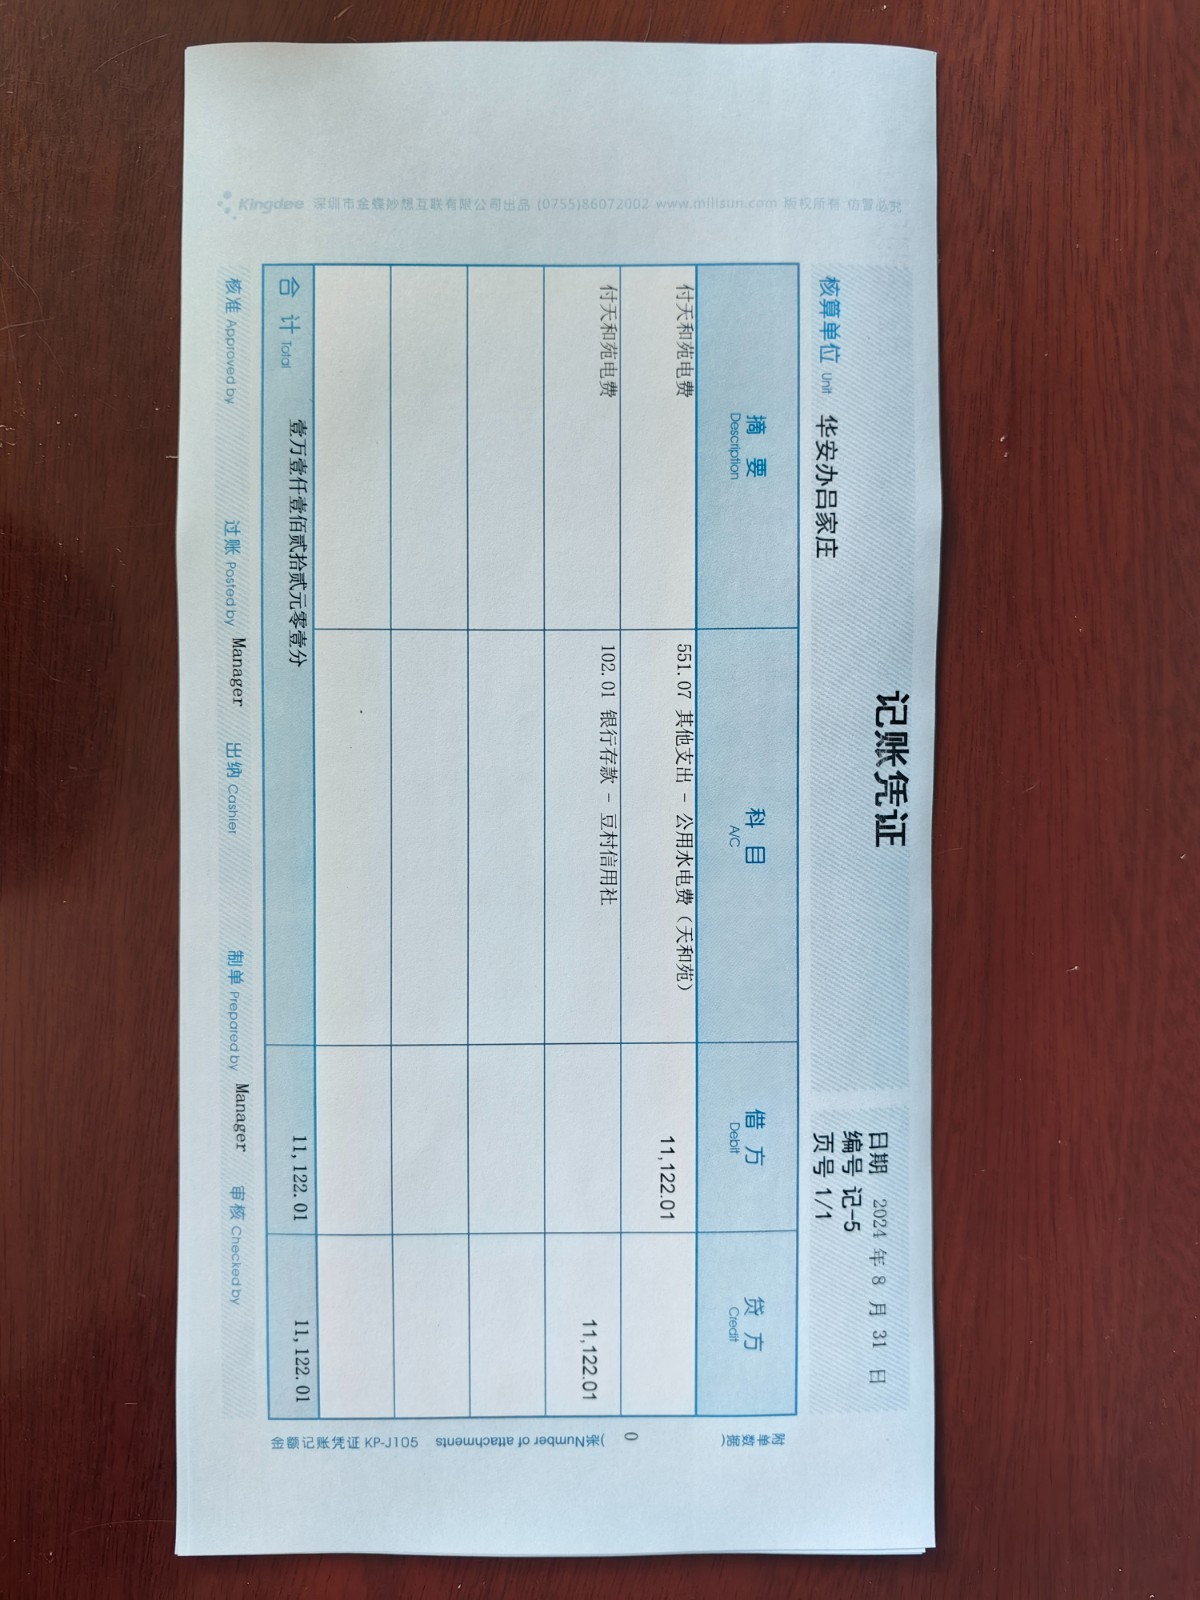 记账凭证
日期 2024 年 8 月 31 日
编号 记-5
核算单位 Unit 华安办吕家庄
页号 1/1
摘 要 Description
科 目 A/C
借 方 Debit
贷 方 Credit
付天和苑电费 551.07 其他支出 - 公用水电费（天和苑） 11,122.01
付天和苑电费 102.01 银行存款 - 豆村信用社 11,122.01
合 计 Total 壹万壹仟壹佰贰拾贰元零壹分 11,122.01 11,122.01
核准 Approved by 过账 Posted by Manager 出纳 Cashier 制单 Prepared by Manager 审核 Checked by
附单数据( 0 )张Number of attachments
金额记账凭证 KP-J105
Kingdee 深圳市金蝶妙想互联有限公司出品 (0755)86072002 www.millsun.com 版权所有 仿冒必究